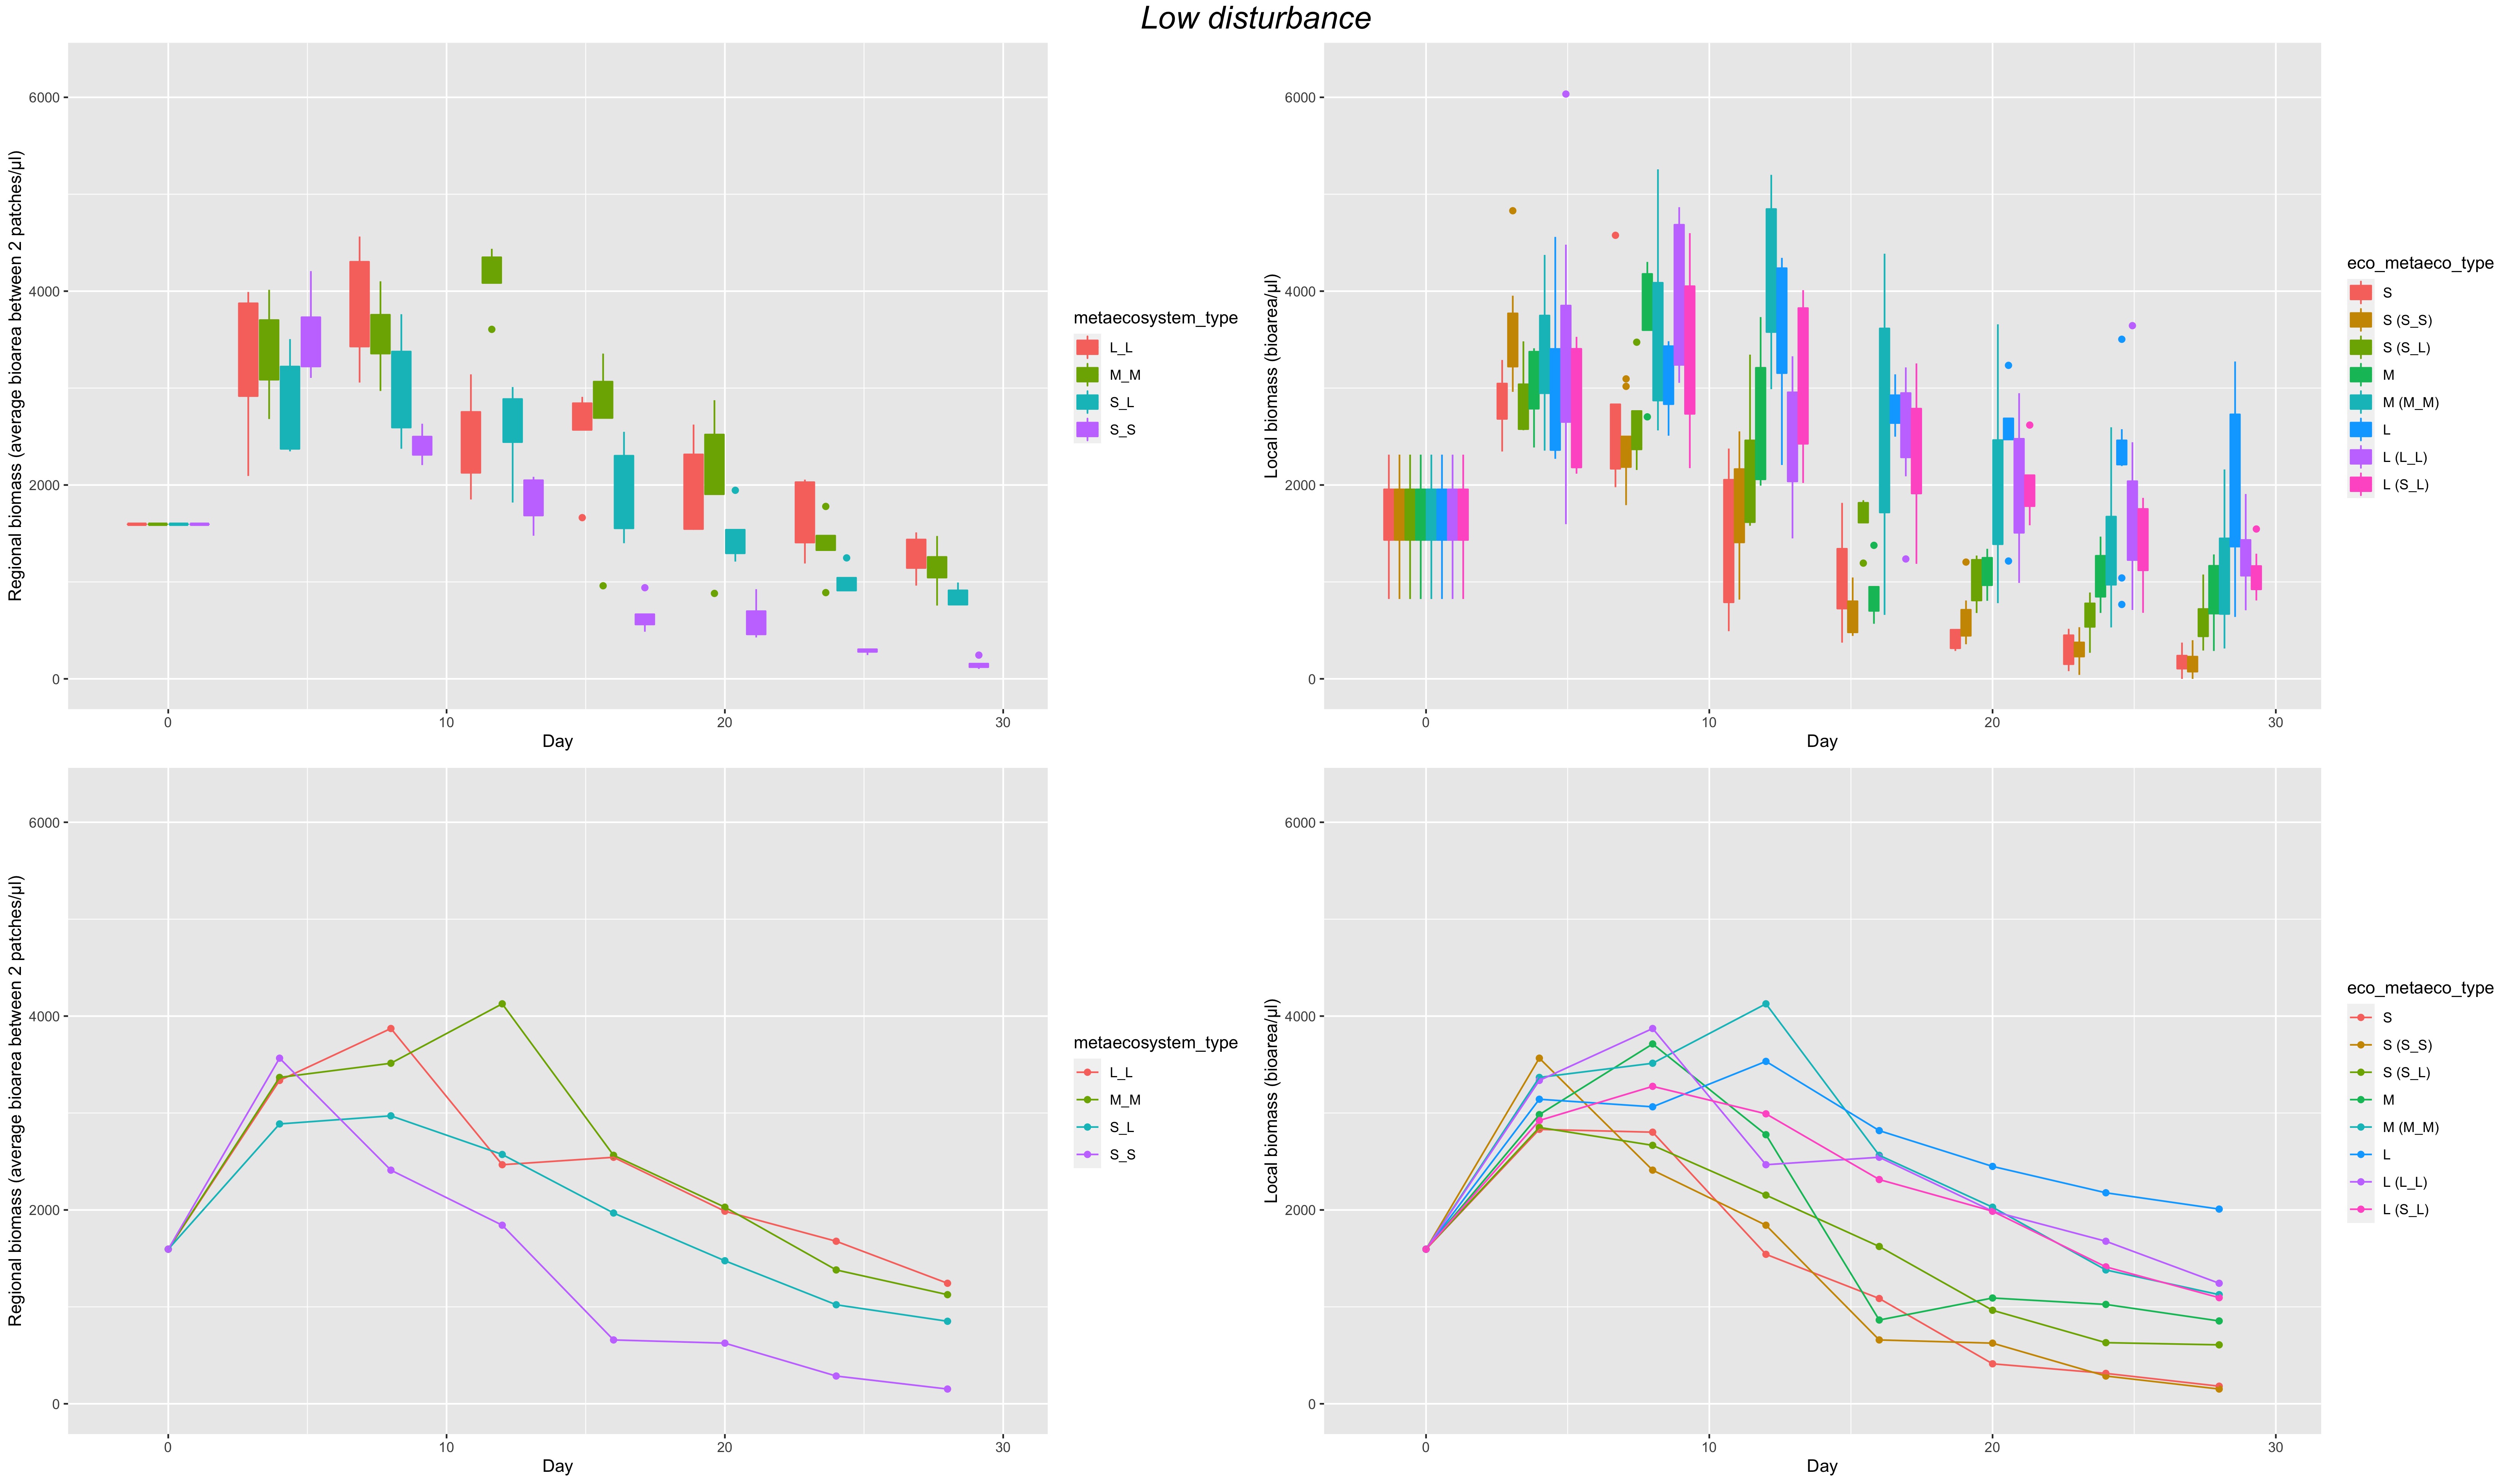 Low disturbance
Regional biomass (average bioarea between 2 patches/µl)
6000
4000
2000
0
0 10 20 30
Day
metaecosystem_type
L_L
M_M
S_L
S_S
Local biomass (bioarea/µl)
6000
4000
2000
0
0 10 20 30
Day
eco_metaeco_type
S
S (S_S)
S (S_L)
M
M (M_M)
L
L (L_L)
L (S_L)
Regional biomass (average bioarea between 2 patches/µl)
6000
4000
2000
0
0 10 20 30
Day
metaecosystem_type
L_L
M_M
S_L
S_S
Local biomass (bioarea/µl)
6000
4000
2000
0
0 10 20 30
Day
eco_metaeco_type
S
S (S_S)
S (S_L)
M
M (M_M)
L
L (L_L)
L (S_L)